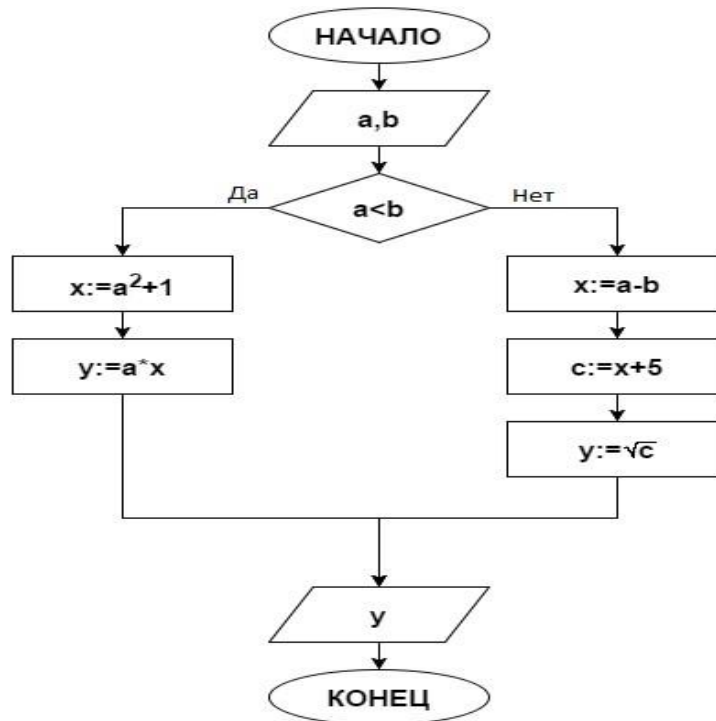 НАЧАЛО
a,b
Да
a<b
Нет
x:=a²+1
y:=a*x
x:=a-b
c:=x+5
y:=√c
y
КОНЕЦ